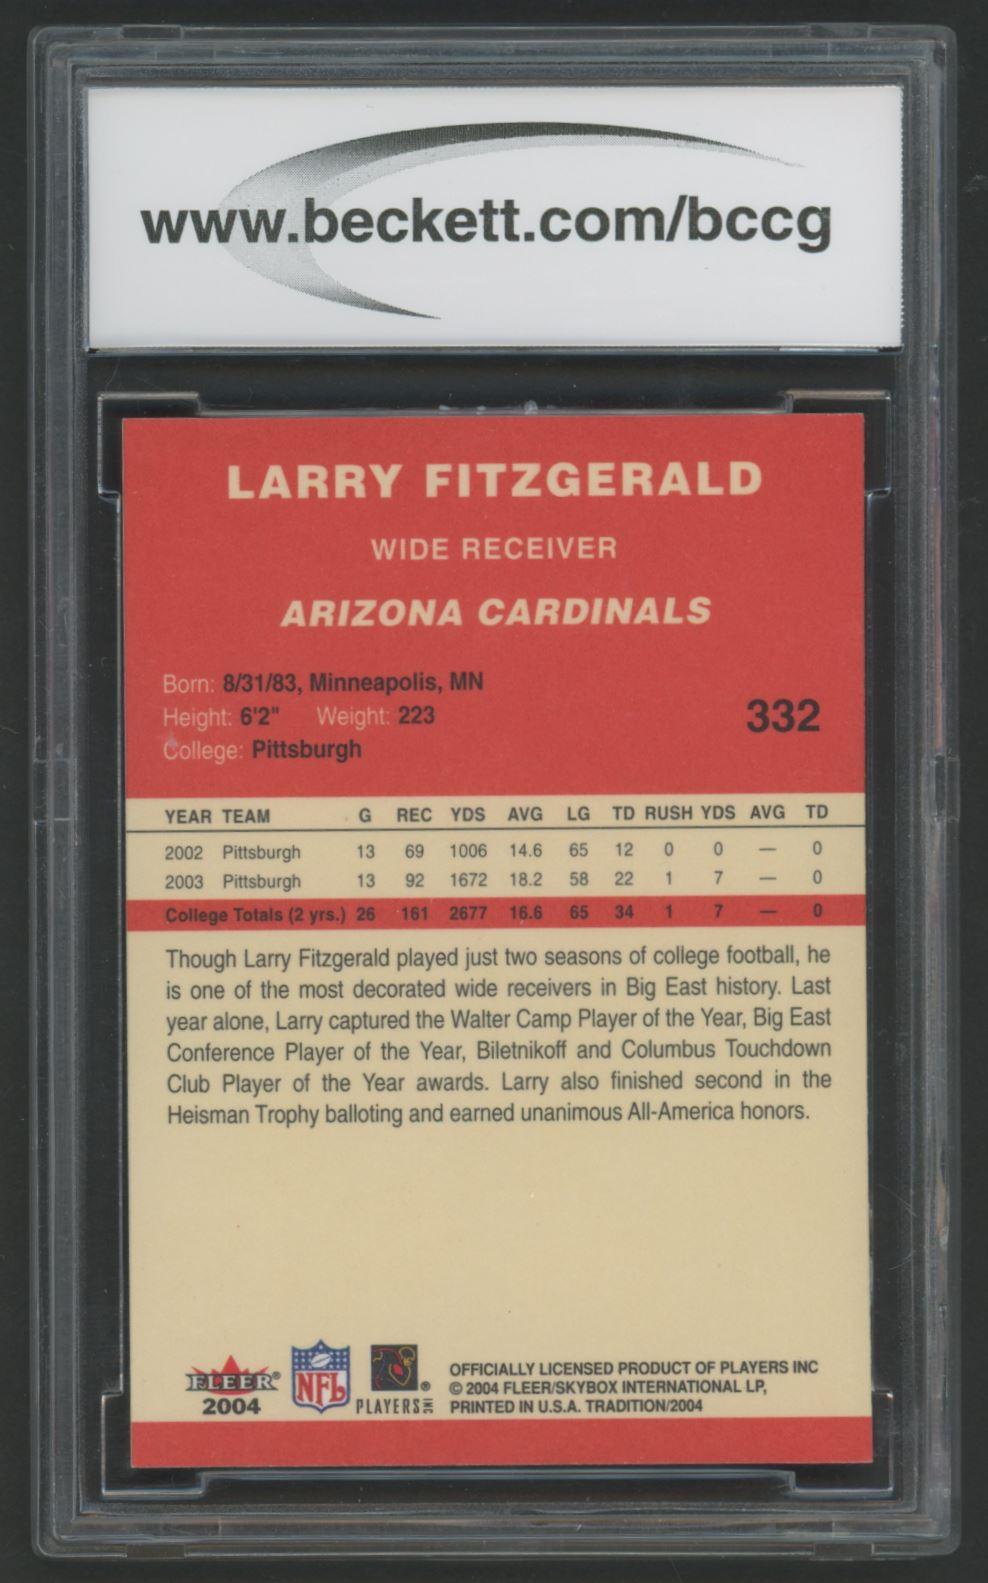 www.beckett.com/bccg
LARRY FITZGERALD
WIDE RECEIVER
ARIZONA CARDINALS
Born: 8/31/83, Minneapolis, MN
Height: 6'2" Weight: 223
332
College: Pittsburgh
YEAR TEAM G REC YDS AVG LG TD RUSH YDS AVG TD
2002 Pittsburgh 13 69 1006 14.6 65 12 0 0 — 0
2003 Pittsburgh 13 92 1672 18.2 58 22 1 7 — 0
College Totals (2 yrs.) 26 161 2677 16.6 65 34 1 7 — 0
Though Larry Fitzgerald played just two seasons of college football, he
is one of the most decorated wide receivers in Big East history. Last
year alone, Larry captured the Walter Camp Player of the Year, Big East
Conference Player of the Year, Biletnikoff and Columbus Touchdown
Club Player of the Year awards. Larry also finished second in the
Heisman Trophy balloting and earned unanimous All-America honors.
FLEER®
2004
NFL
PLAYERS INC ®
OFFICIALLY LICENSED PRODUCT OF PLAYERS INC
© 2004 FLEER/SKYBOX INTERNATIONAL LP,
PRINTED IN U.S.A. TRADITION/2004